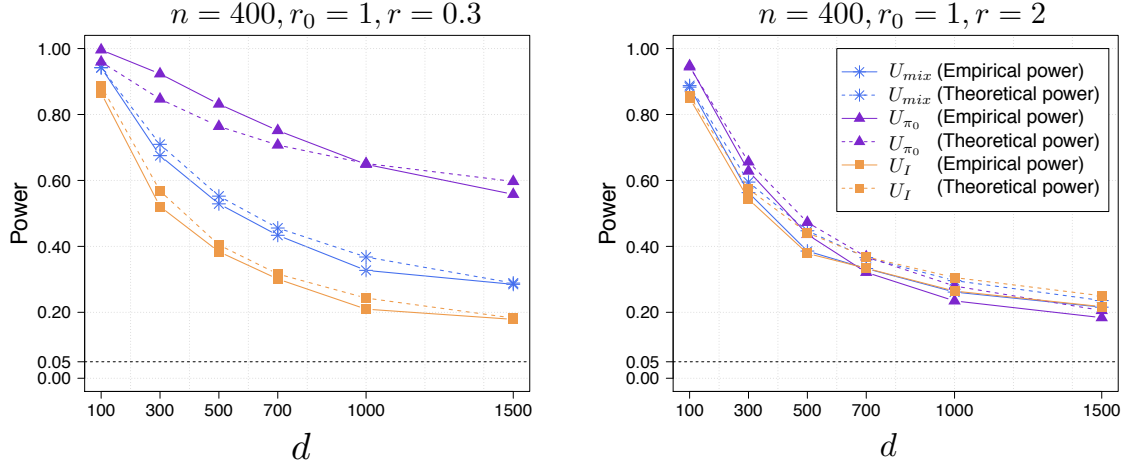 n = 400, r₀ = 1, r = 0.3
1.00
0.80
0.60
0.40
0.20
0.05
0.00
Power
100 300 500 700 1000 1500
d
n = 400, r₀ = 1, r = 2
1.00
0.80
0.60
0.40
0.20
0.05
0.00
Power
U_mix (Empirical power)
U_mix (Theoretical power)
U_π₀ (Empirical power)
U_π₀ (Theoretical power)
U_I (Empirical power)
U_I (Theoretical power)
100 300 500 700 1000 1500
d